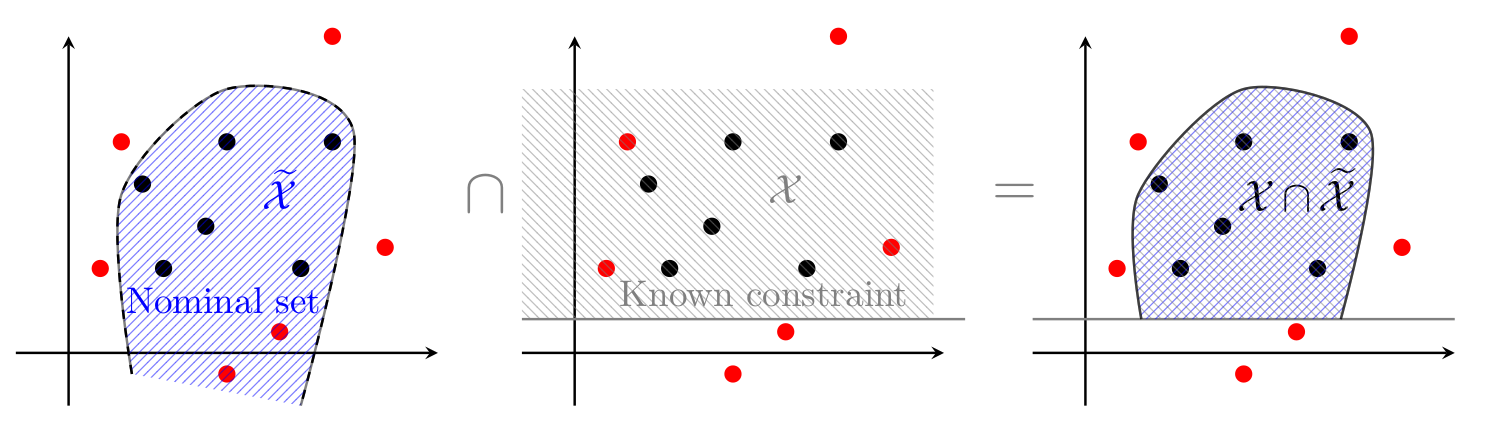 𝒳̃
Nominal set
∩
𝒳
Known constraint
=
𝒳 ∩ 𝒳̃